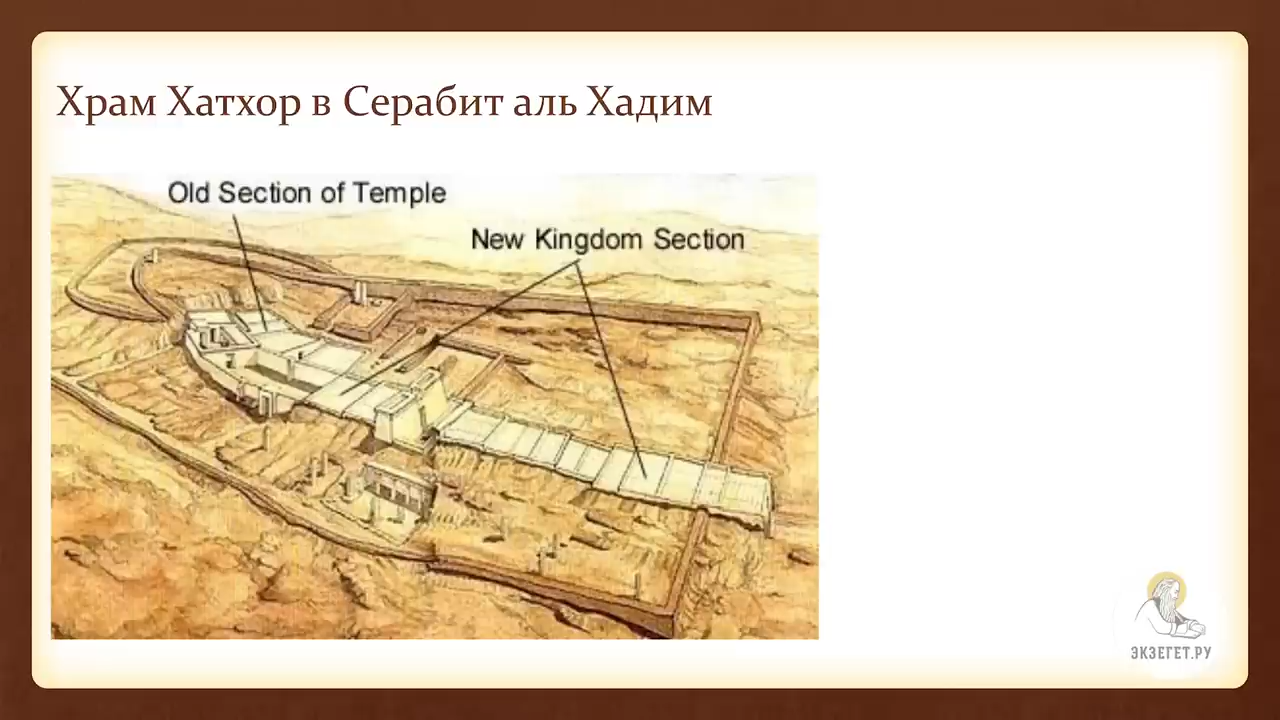 Храм Хатхор в Серабит аль Хадим
Old Section of Temple
New Kingdom Section
ЭКЗЕГЕТ.РУ